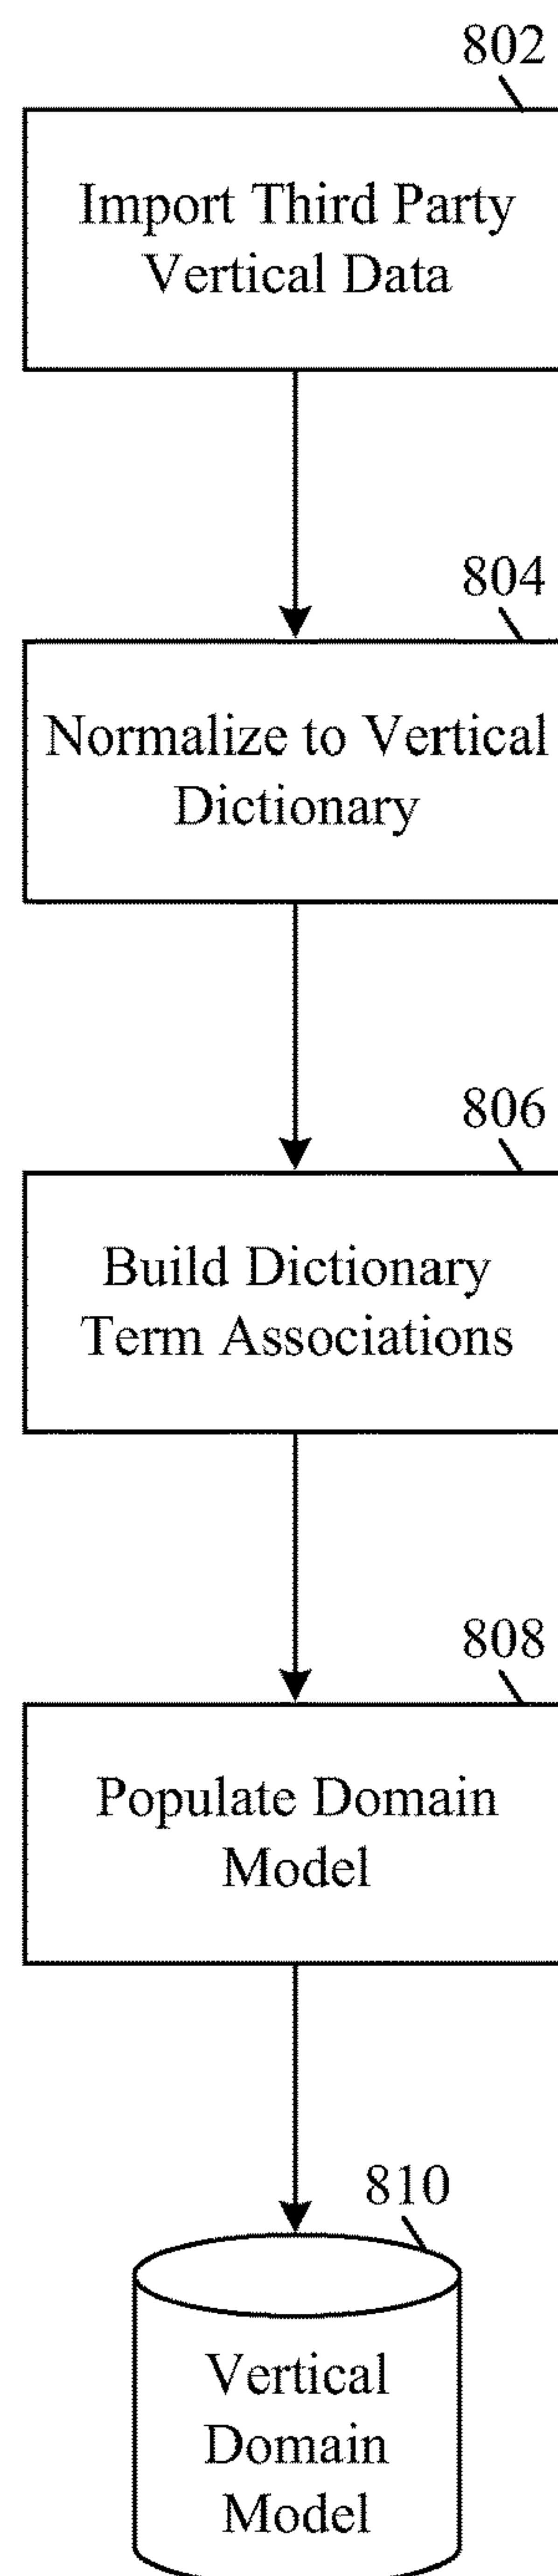 802
Import Third Party
Vertical Data
804
Normalize to Vertical
Dictionary
806
Build Dictionary
Term Associations
808
Populate Domain
Model
810
Vertical
Domain
Model